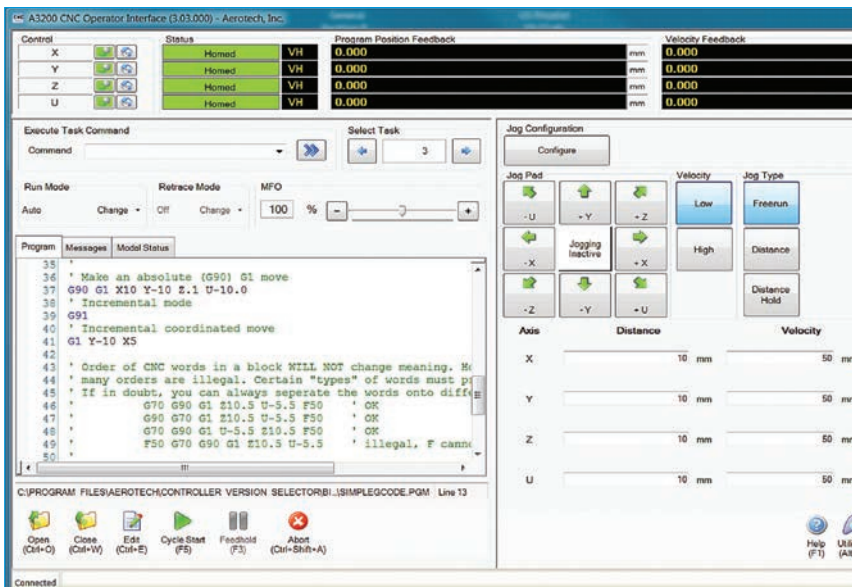 A3200 CNC Operator Interface (3.03.000) - Aerotech, Inc.
Control Status Program Position Feedback Velocity Feedback
X Homed VH 0.000 mm 0.000
Y Homed VH 0.000 mm 0.000
Z Homed VH 0.000 mm 0.000
U Homed VH 0.000 mm 0.000
Execute Task Command
Command
Select Task
3
Run Mode Retrace Mode MFO
Auto Change Off Change 100 % - +
Program Messages Modal Status
35 '
36 ' Make an absolute (G90) G1 move
37 G90 G1 X10 Y-10 Z.1 U-10.0
38 ' Incremental mode
39 G91
40 ' Incremental coordinated move
41 G1 Y-10 X5
42
43 ' Order of CNC words in a block WILL NOT change meaning.
44 ' many orders are illegal. Certain "types" of words must
45 ' If in doubt, you can always seperate the words onto
46 ' G70 G90 G1 Z10.5 U-5.5 F50 ' OK
47 ' G90 G70 G1 Z10.5 U-5.5 F50 ' OK
48 ' G70 G90 G1 U-5.5 Z10.5 F50 ' OK
49 ' F50 G70 G90 G1 Z10.5 U-5.5 ' illegal, F
50 '
C:\PROGRAM FILES\AEROTECH\CONTROLLER VERSION SELECTOR\BI...\SIMPLEGCODE.PGM Line 13
Open Close Edit Cycle Start Feedhold Abort
(Ctrl+O) (Ctrl+W) (Ctrl+E) (F5) (F3) (Ctrl+Shift+A)
Connected
Jog Configuration
Configure
Jog Pad Velocity Jog Type
- U + Y + Z Low Freerun
- X Jogging Inactive + X High Distance
- Z - Y + U Distance Hold
Axis Distance Velocity
X 10 mm 50
Y 10 mm 50
Z 10 mm 50
U 10 mm 50
Help
(F1)